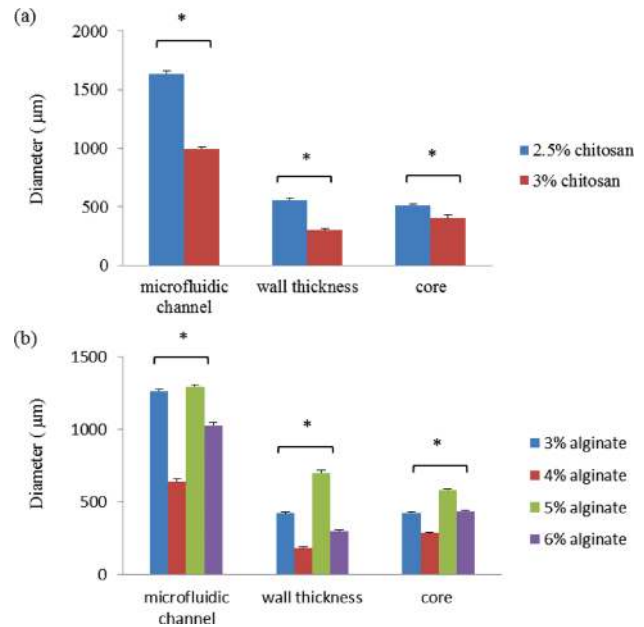 (a)
2000
*
1500
1000
*
*
500
0
Diameter ( μm)
2.5% chitosan
3% chitosan
microfluidic channel
wall thickness
core
(b)
1500
*
1000
*
*
500
0
Diameter ( μm)
3% alginate
4% alginate
5% alginate
6% alginate
microfluidic channel
wall thickness
core